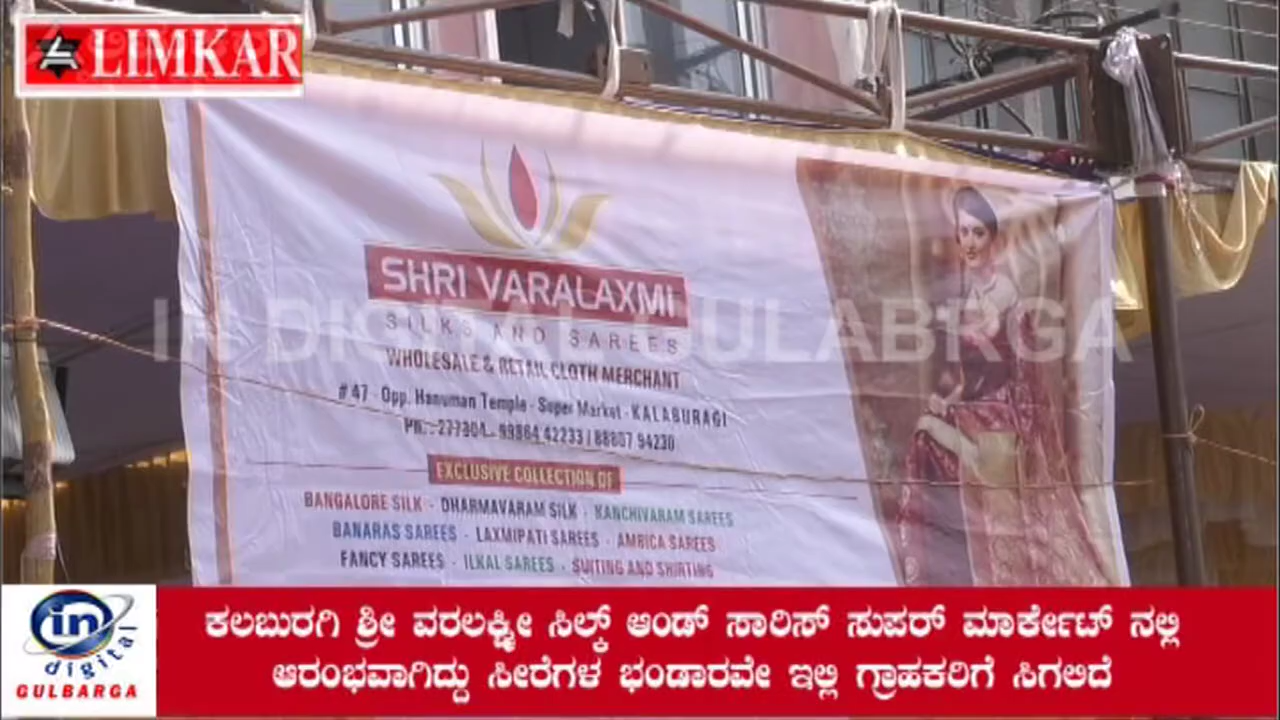 LIMKAR
SHRI VARALAXMI
SILKS AND SAREES
WHOLESALE & RETAIL CLOTH MERCHANT
# 47 - Opp. Hanuman Temple - Super Market - KALABURAGI
PH.: 277304 - 99864 42233 / 88807 94230
EXCLUSIVE COLLECTION OF
BANGALORE SILK - DHARMAVARAM SILK - KANCHIVARAM SAREES
BANARAS SAREES - LAXMIPATI SAREES - AMBICA SAREES
FANCY SAREES - ILKAL SAREES - SUITING AND SHIRTING
IN DIGITAL GULABRGA
in
digital
GULBARGA
ಕಲಬುರಗಿ ಶ್ರೀ ವರಲಕ್ಷ್ಮೀ ಸಿಲ್ಕ್ ಆಂಡ್ ಸಾರಿಸ್ ಸುಪರ್ ಮಾರ್ಕೇಟ್ ನಲ್ಲಿ
ಆರಂಭವಾಗಿದ್ದು ಸೀರೆಗಳ ಭಂಡಾರವೇ ಇಲ್ಲಿ ಗ್ರಾಹಕರಿಗೆ ಸಿಗಲಿದೆ